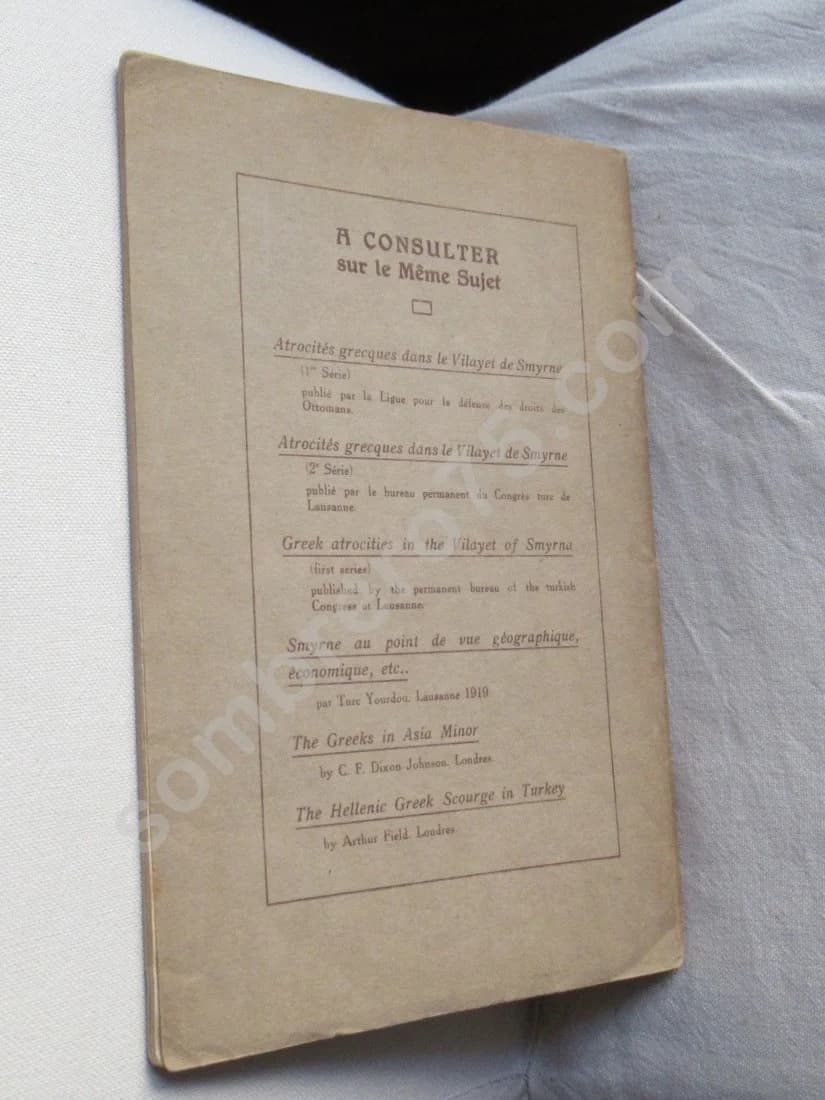 A CONSULTER
sur le Même Sujet
Atrocités grecques dans le Vilayet de Smyrne
(1re Série)
publié par la Ligue pour la défense des droits des
Ottomans.
Atrocités grecques dans le Vilayet de Smyrne
(2e Série)
publié par le bureau permanent du Congrès turc de
Lausanne.
Greek atrocities in the Vilayet of Smyrna
(first series)
published by the permanent bureau of the turkish
Congress at Lausanne.
Smyrne au point de vue géographique,
économique, etc..
par Turc Yourdou. Lausanne 1919
The Greeks in Asia Minor
by C. F. Dixon-Johnson. Londres.
The Hellenic Greek Scourge in Turkey
by Arthur Field. Londres.
sombrero75.com